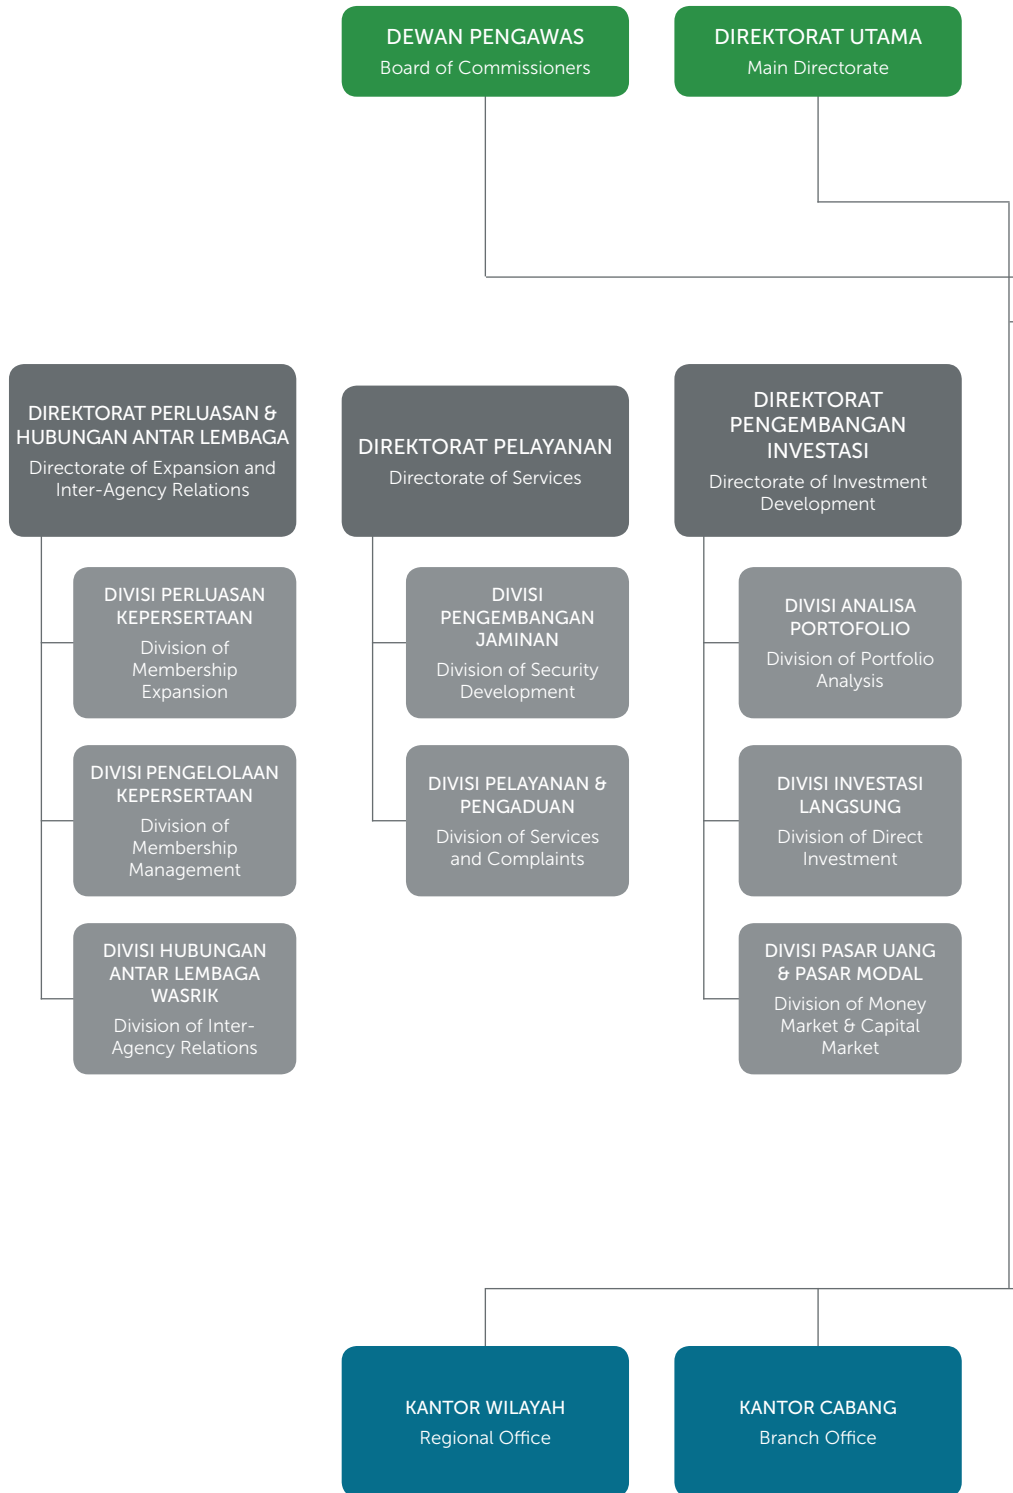 DEWAN PENGAWAS
Board of Commissioners
DIREKTORAT UTAMA
Main Directorate
DIREKTORAT PERLUASAN &
HUBUNGAN ANTAR LEMBAGA
Directorate of Expansion and
Inter-Agency Relations
DIVISI PERLUASAN
KEPERSERTAAN
Division of
Membership
Expansion
DIVISI PENGELOLAAN
KEPERSERTAAN
Division of
Membership
Management
DIVISI HUBUNGAN
ANTAR LEMBAGA
WASRIK
Division of Inter-
Agency Relations
DIREKTORAT PELAYANAN
Directorate of Services
DIVISI
PENGEMBANGAN
JAMINAN
Division of Security
Development
DIVISI PELAYANAN &
PENGADUAN
Division of Services
and Complaints
DIREKTORAT
PENGEMBANGAN
INVESTASI
Directorate of Investment
Development
DIVISI ANALISA
PORTOFOLIO
Division of Portfolio
Analysis
DIVISI INVESTASI
LANGSUNG
Division of Direct
Investment
DIVISI PASAR UANG
& PASAR MODAL
Division of Money
Market & Capital
Market
KANTOR WILAYAH
Regional Office
KANTOR CABANG
Branch Office